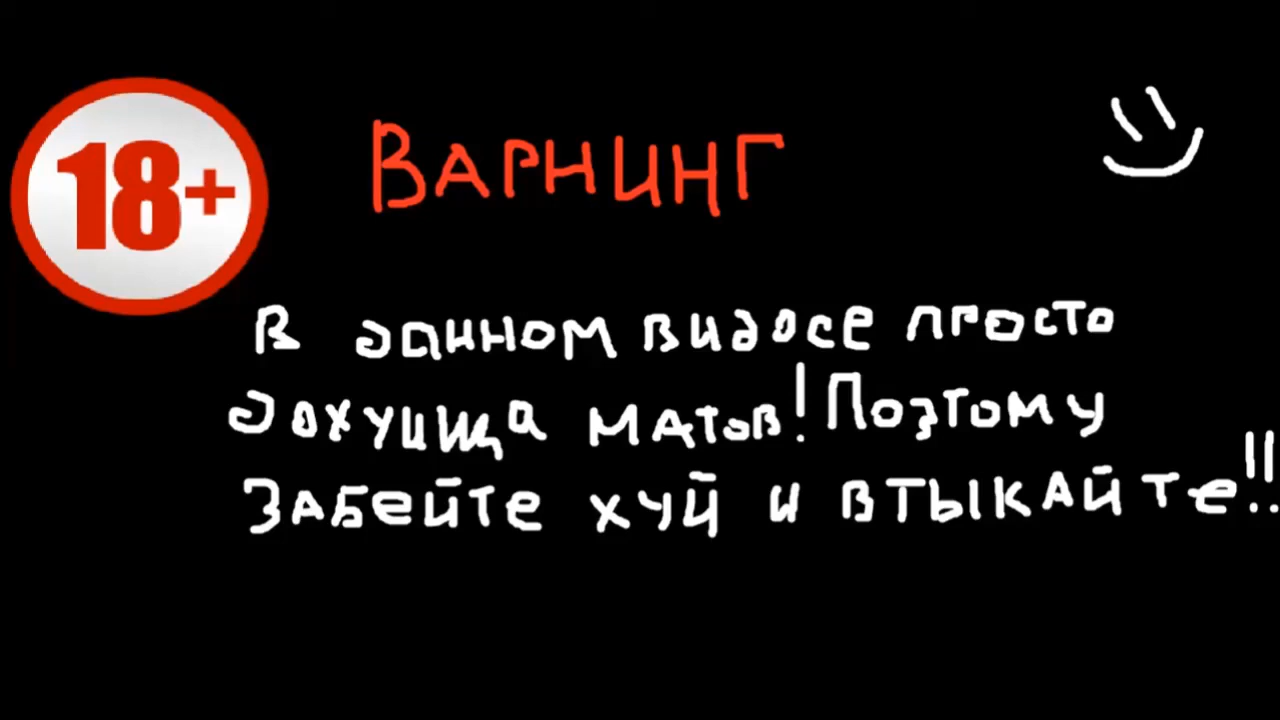 18+
ВАРНИНГ
В данном видосе просто
дохуища матов! Поэтому
Забейте хуй и втыкайте!!